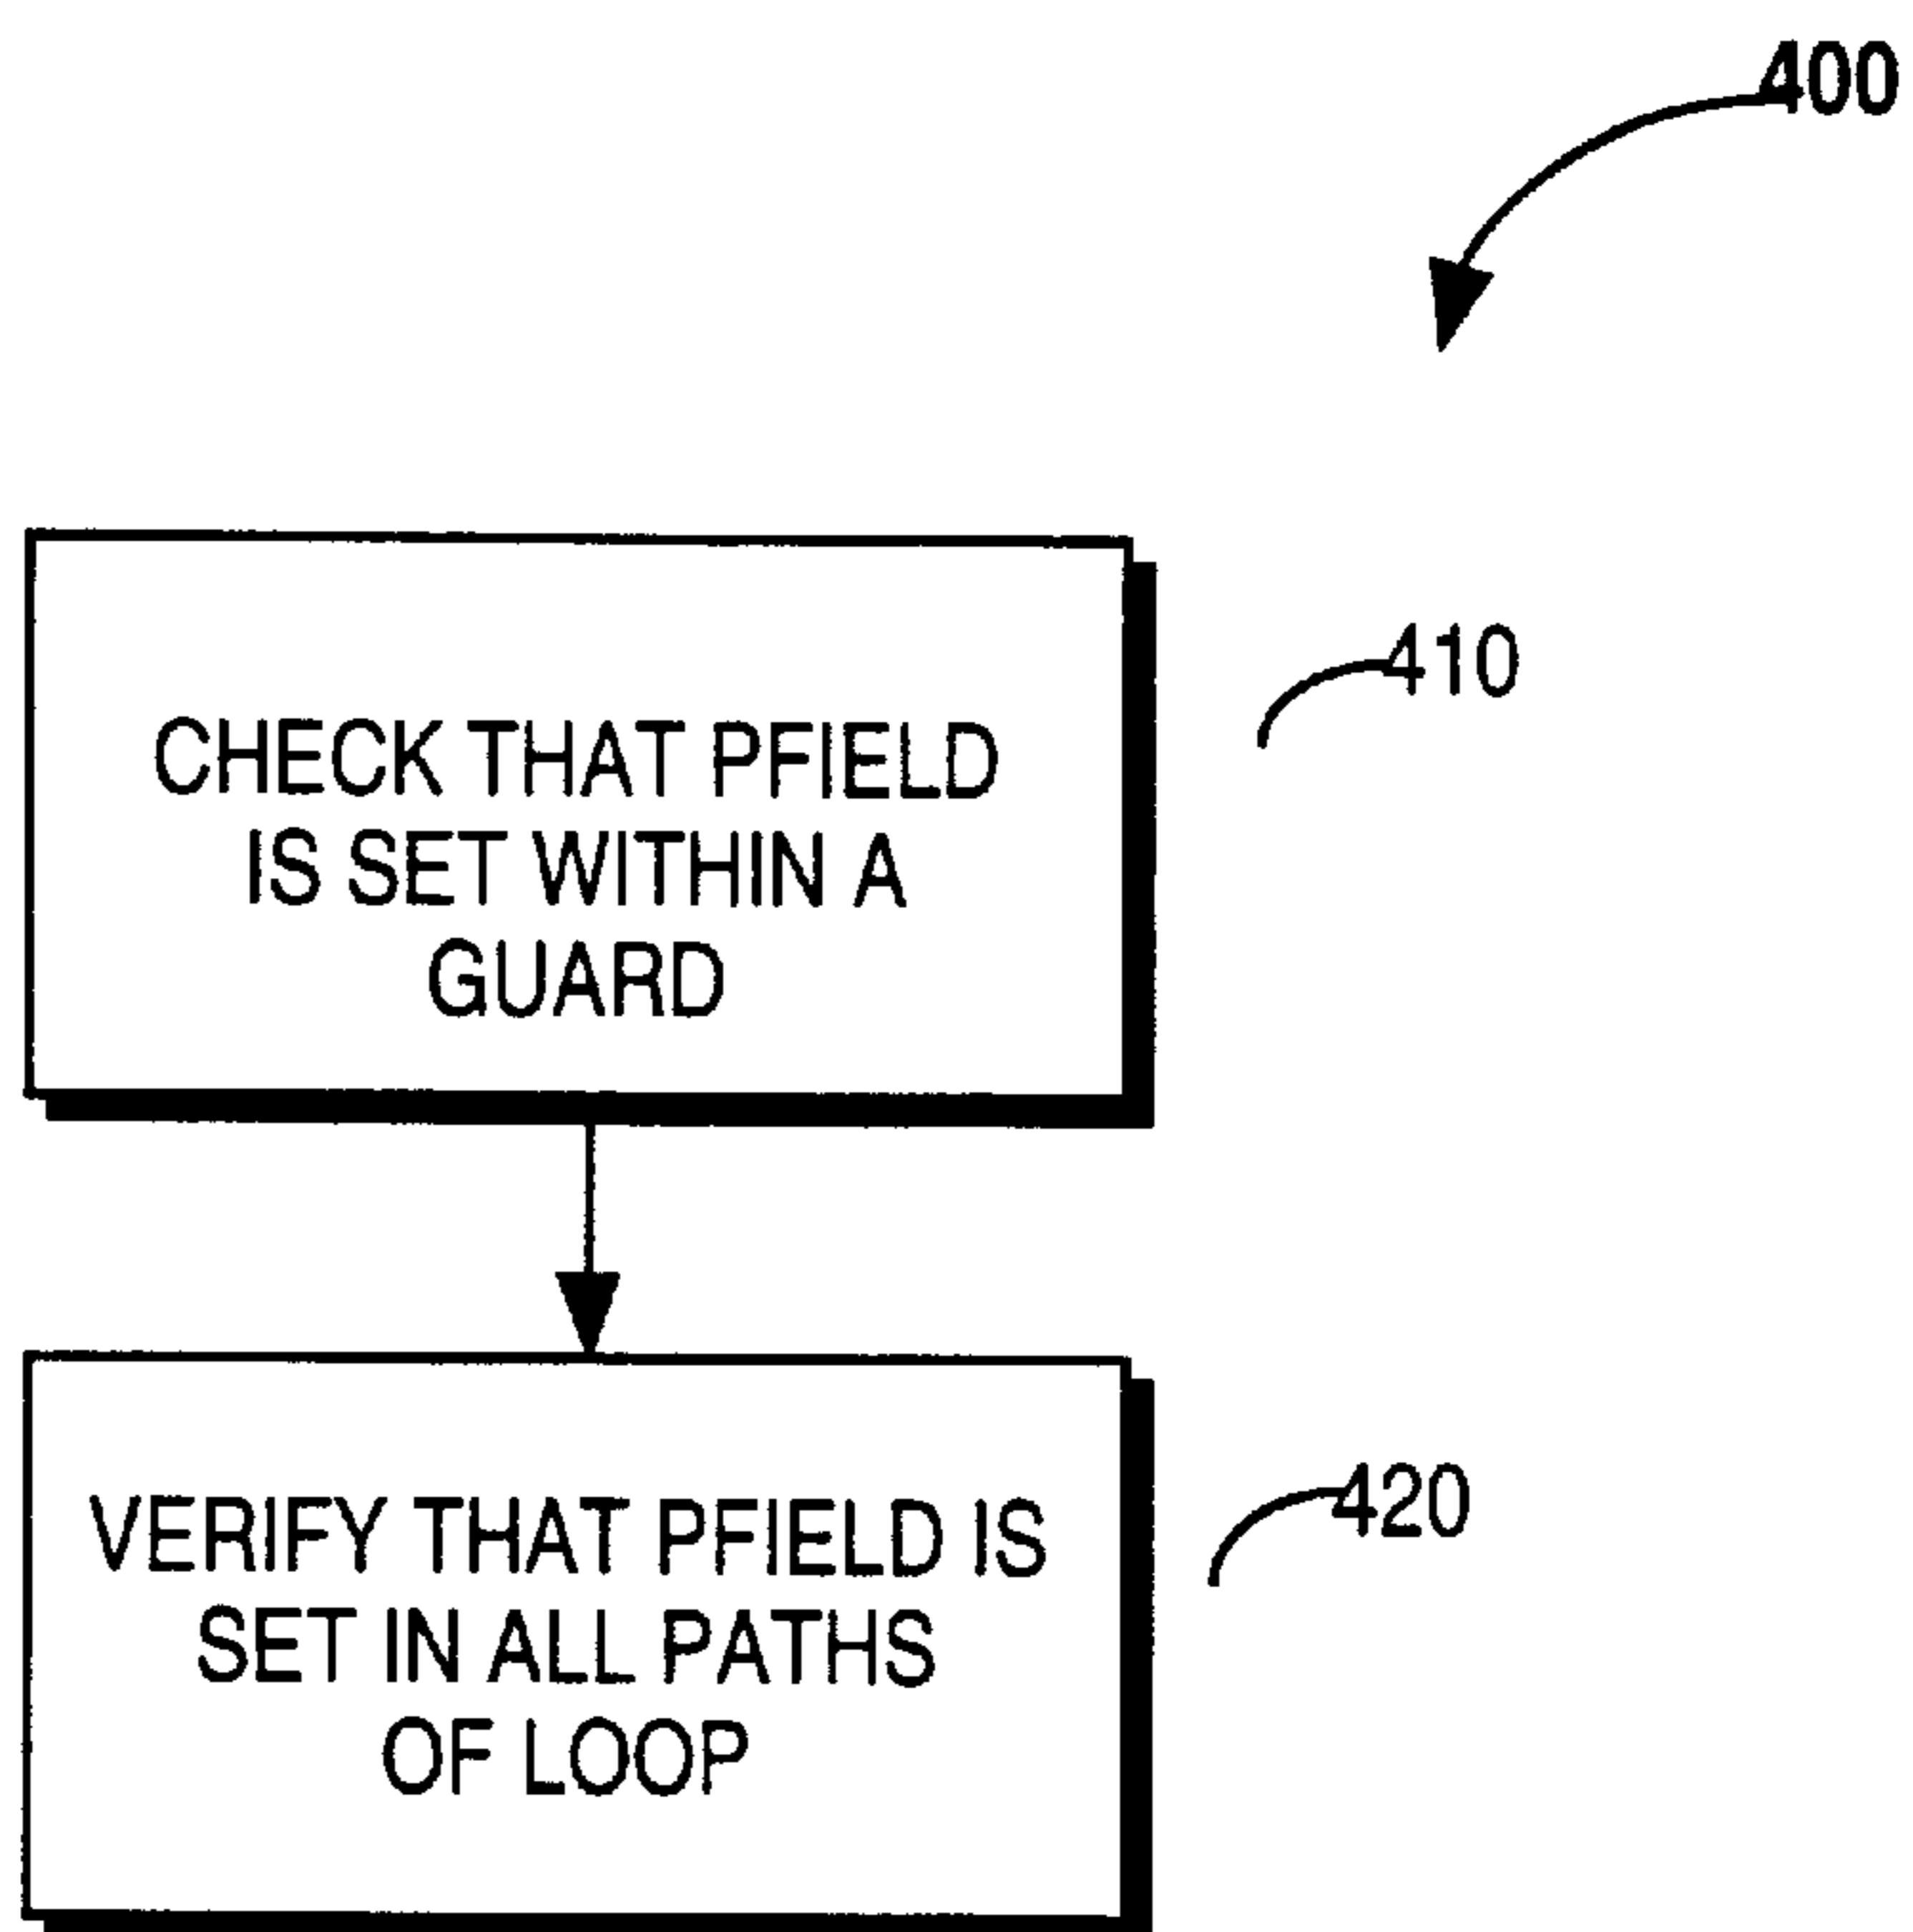 400
CHECK THAT PFIELD
IS SET WITHIN A
GUARD
410
VERIFY THAT PFIELD IS
SET IN ALL PATHS
OF LOOP
420